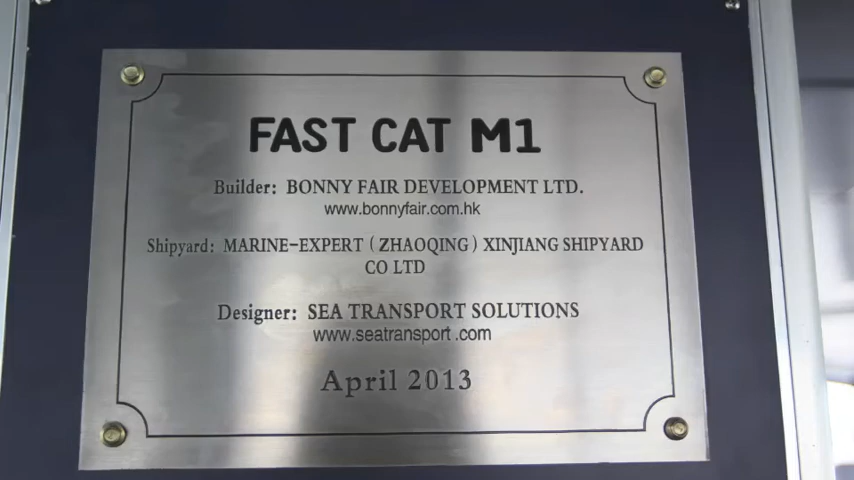 FAST CAT M1
Builder: BONNY FAIR DEVELOPMENT LTD.
www.bonnyfair.com.hk
Shipyard: MARINE-EXPERT (ZHAOQING) XINJIANG SHIPYARD
CO LTD
Designer: SEA TRANSPORT SOLUTIONS
www.seatransport.com
April 2013